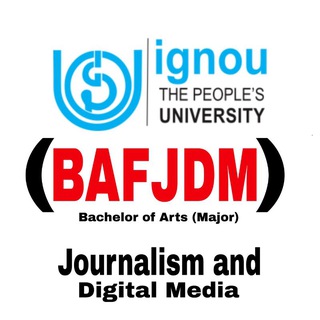 ignou
THE PEOPLE'S
UNIVERSITY
(BAFJDM)
Bachelor of Arts (Major)
Journalism and
Digital Media